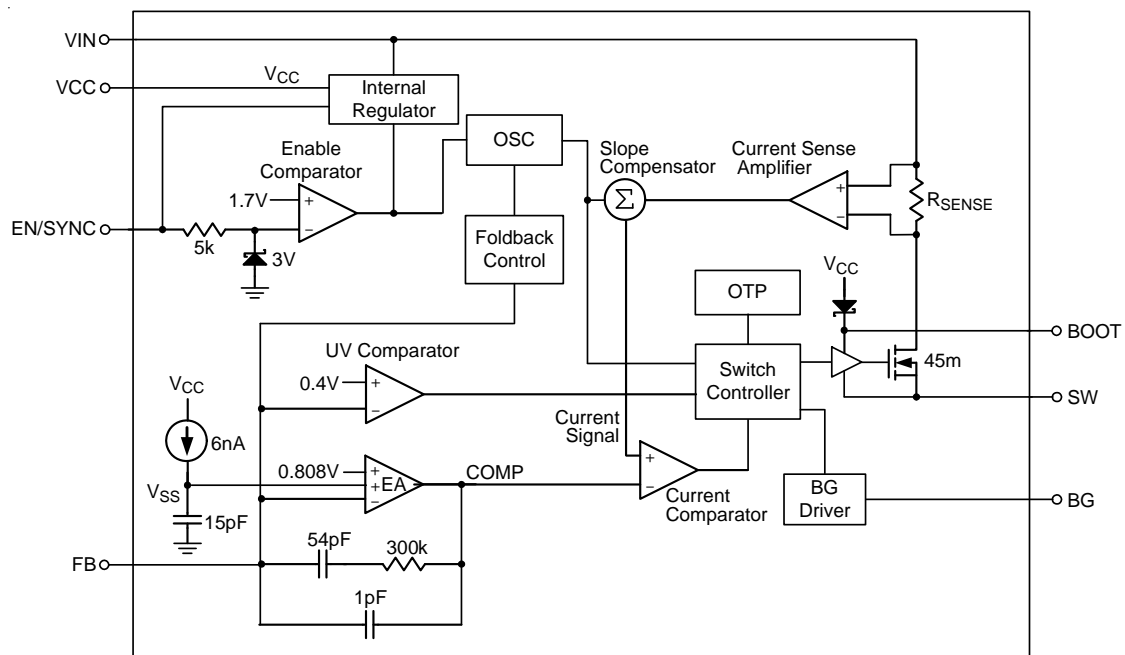 VIN
VCC
VCC
Internal
Regulator
OSC
Enable
Comparator
Slope
Compensator
Current Sense
Amplifier
1.7V
+
−
Σ
+
−
RSENSE
EN/SYNC
5k
3V
Foldback
Control
VCC
OTP
BOOT
UV Comparator
0.4V
+
−
Switch
Controller
45m
SW
VCC
6nA
Current
Signal
0.808V
+
+
−
EA
COMP
+
−
Current
Comparator
BG
Driver
BG
VSS
15pF
54pF
300k
FB
1pF